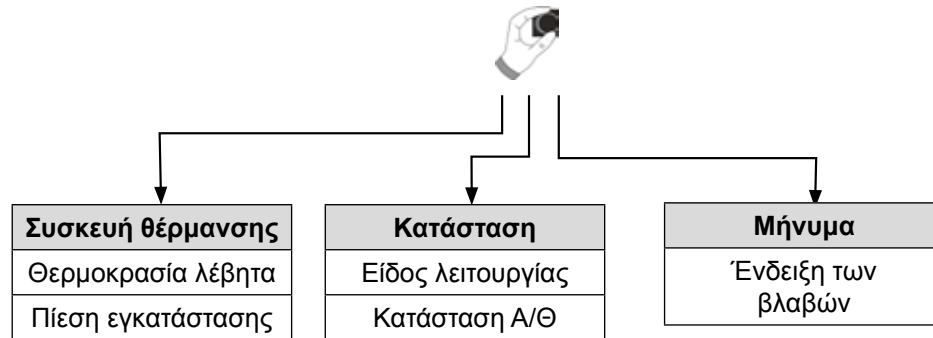 Συσκευή θέρμανσης
Θερμοκρασία λέβητα
Πίεση εγκατάστασης
Κατάσταση
Είδος λειτουργίας
Κατάσταση Α/Θ
Μήνυμα
Ένδειξη των
βλαβών